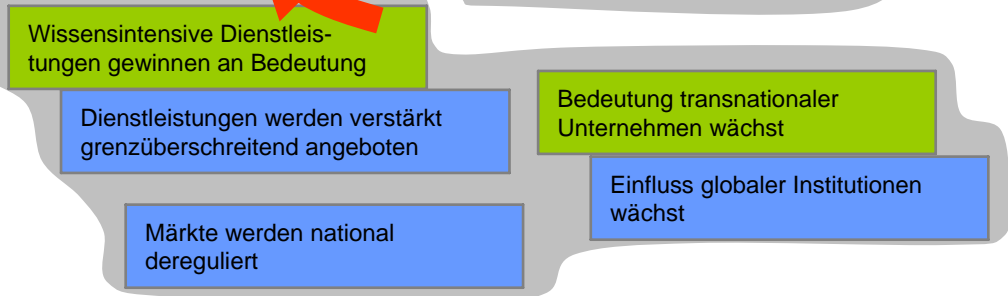 Wissensintensive Dienstleis-
tungen gewinnen an Bedeutung
Dienstleistungen werden verstärkt
grenzüberschreitend angeboten
Märkte werden national
dereguliert
Bedeutung transnationaler
Unternehmen wächst
Einfluss globaler Institutionen
wächst